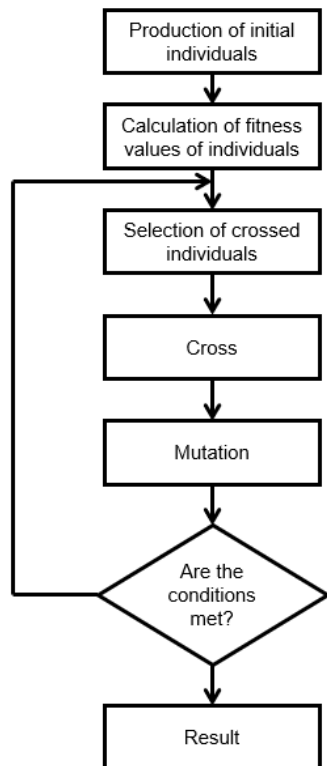 Production of initial
individuals
Calculation of fitness
values of individuals
Selection of crossed
individuals
Cross
Mutation
Are the
conditions
met?
Result